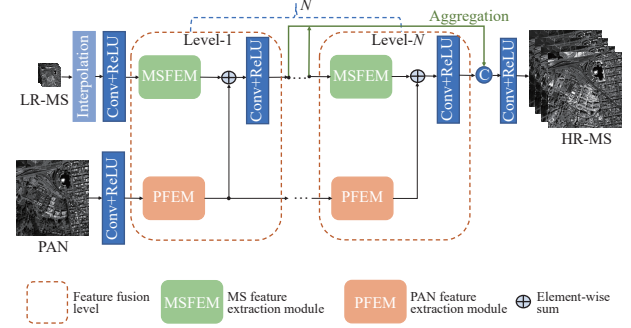 N
Aggregation
Level-1
Level-N
LR-MS
Interpolation
Conv+ReLU
MSFEM
Conv+ReLU
MSFEM
Conv+ReLU
C
Conv+ReLU
HR-MS
PAN
Conv+ReLU
PFEM
PFEM
Feature fusion
level
MSFEM
MS feature
extraction module
PFEM
PAN feature
extraction module
Element-wise
sum